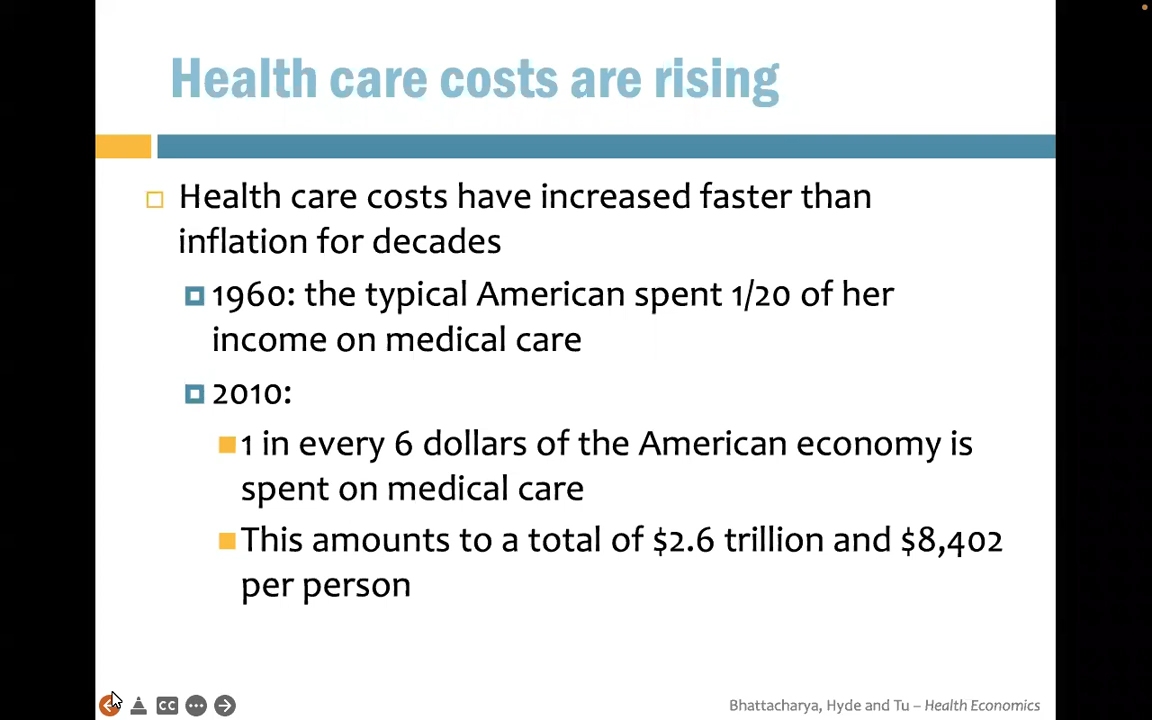 Health care costs are rising
Health care costs have increased faster than
inflation for decades
1960: the typical American spent 1/20 of her
income on medical care
2010:
1 in every 6 dollars of the American economy is
spent on medical care
This amounts to a total of $2.6 trillion and $8,402
per person
CC
Bhattacharya, Hyde and Tu – Health Economics